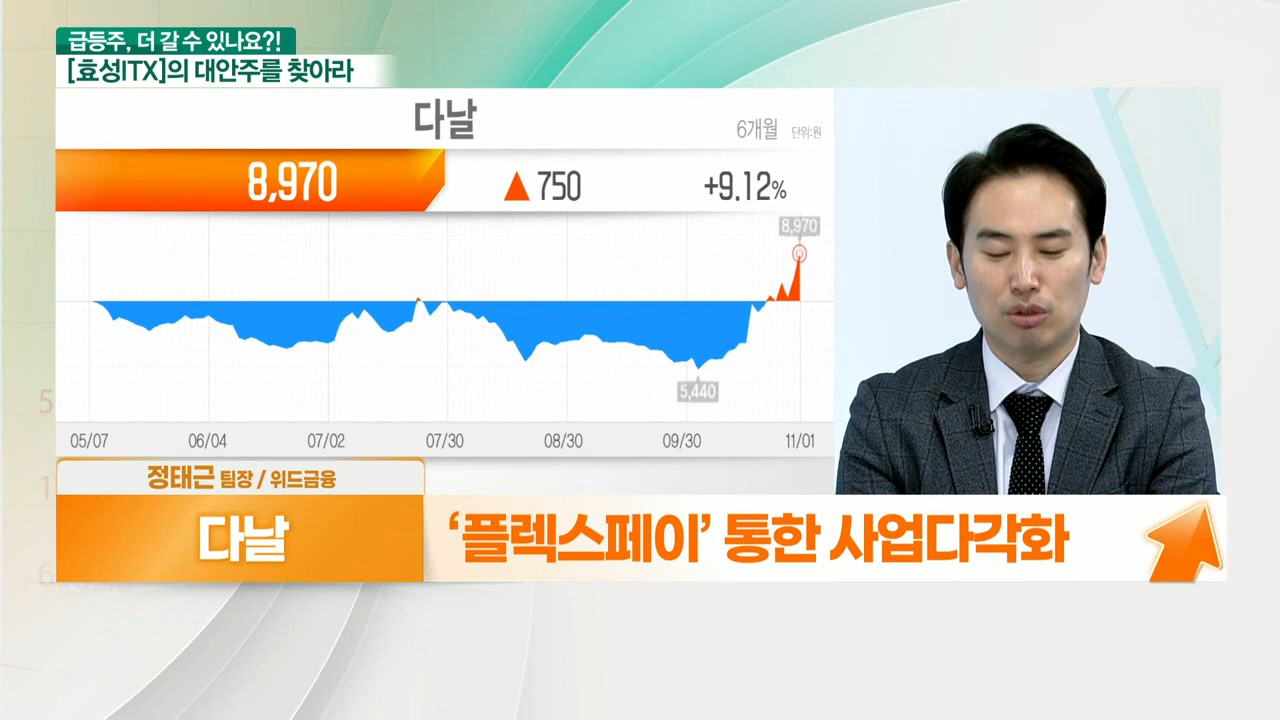 급등주, 더 갈 수 있나요?!
[효성ITX]의 대안주를 찾아라
다날
6개월 단위:원
8,970 ▲ 750 +9.12%
8,970
5,440
05/07 06/04 07/02 07/30 08/30 09/30 11/01
5
1
6
정태근 팀장 / 위드금융
다날
‘플렉스페이’ 통한 사업다각화